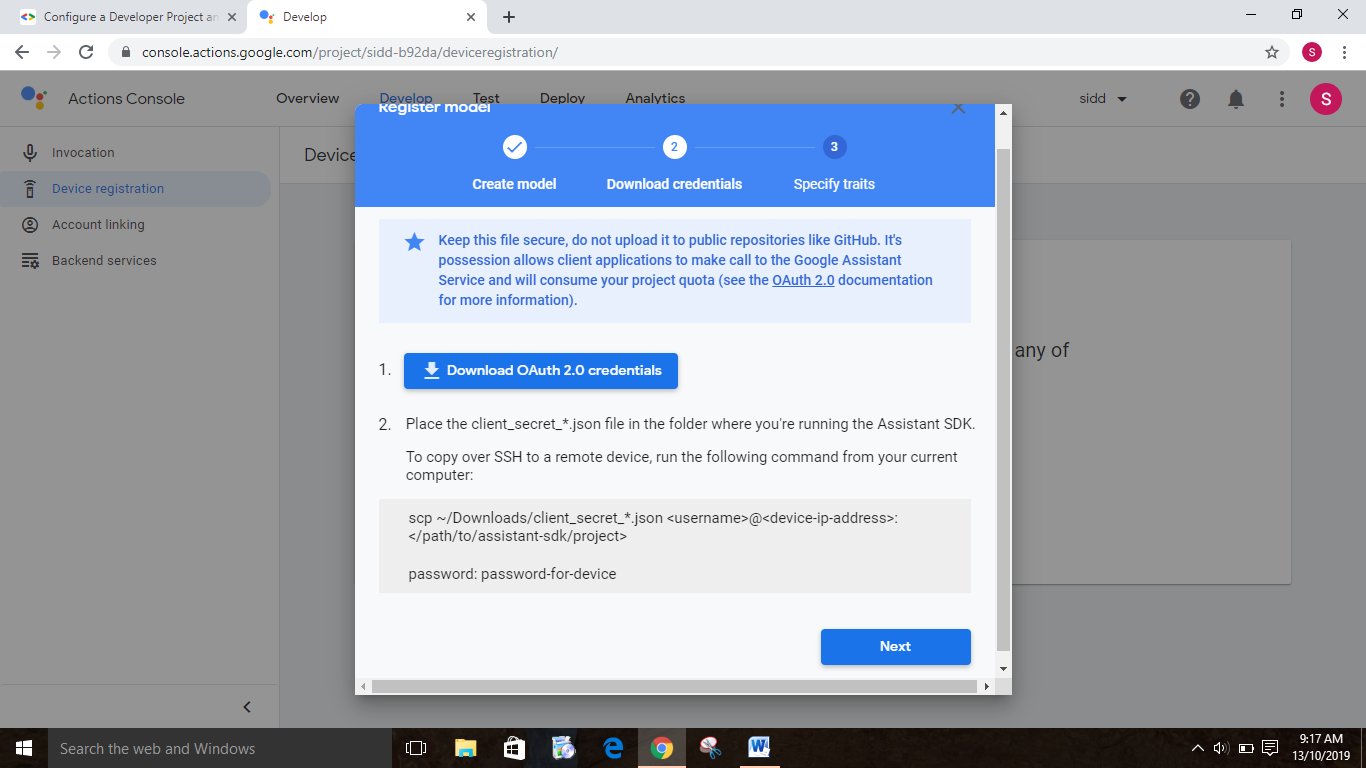 Configure a Developer Project an
Develop
console.actions.google.com/project/sidd-b92da/deviceregistration/
S
Actions Console
Overview
Develop
Test
Deploy
Analytics
sidd
S
Invocation
Device registration
Account linking
Backend services
Device
any of
Register model
2
3
Create model
Download credentials
Specify traits
Keep this file secure, do not upload it to public repositories like GitHub. It's
possession allows client applications to make call to the Google Assistant
Service and will consume your project quota (see the OAuth 2.0 documentation
for more information).
1. Download OAuth 2.0 credentials
2. Place the client_secret_*.json file in the folder where you're running the Assistant SDK.
To copy over SSH to a remote device, run the following command from your current
computer:
scp ~/Downloads/client_secret_*.json <username>@<device-ip-address>:
</path/to/assistant-sdk/project>
password: password-for-device
Next
Search the web and Windows
9:17 AM
13/10/2019